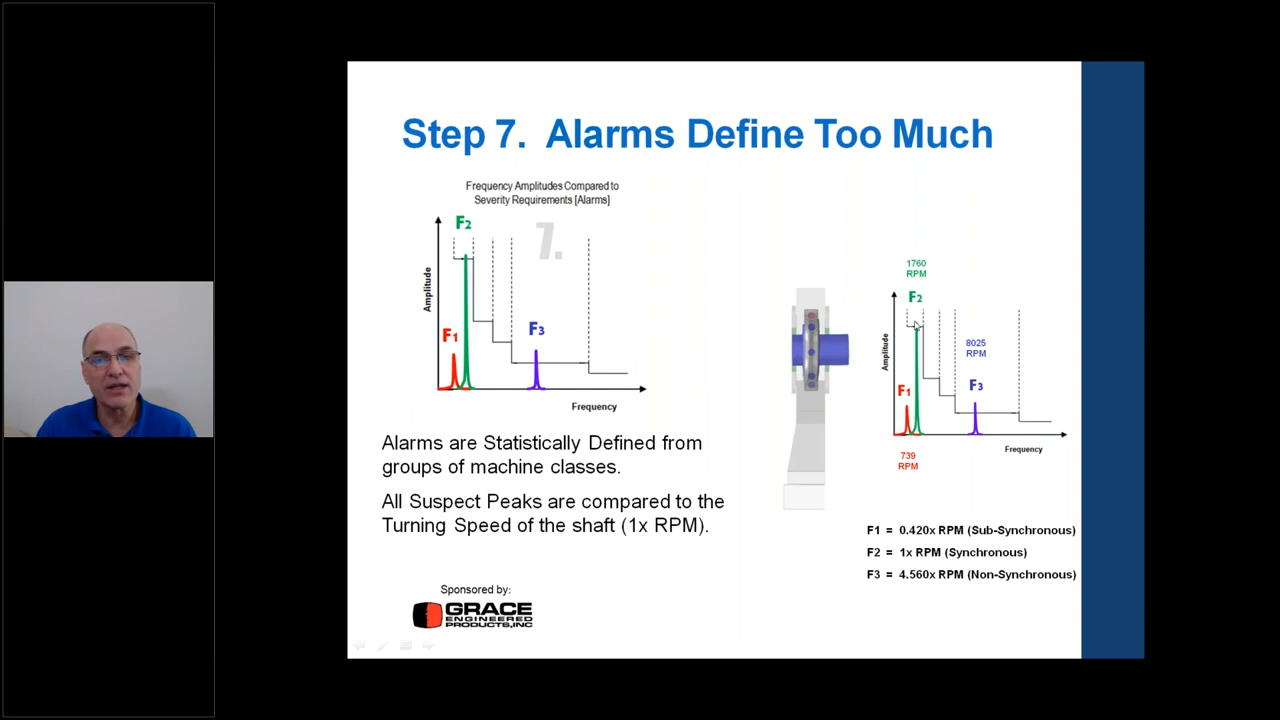 Step 7. Alarms Define Too Much
Frequency Amplitudes Compared to
Severity Requirements [Alarms]
7.
F2
F1
F3
Amplitude
Frequency
Alarms are Statistically Defined from
groups of machine classes.
All Suspect Peaks are compared to the
Turning Speed of the shaft (1x RPM).
1760
RPM
F2
8025
RPM
F1
F3
Amplitude
Frequency
739
RPM
F1 = 0.420x RPM (Sub-Synchronous)
F2 = 1x RPM (Synchronous)
F3 = 4.560x RPM (Non-Synchronous)
Sponsored by:
GRACE
ENGINEERED
PRODUCTS,INC